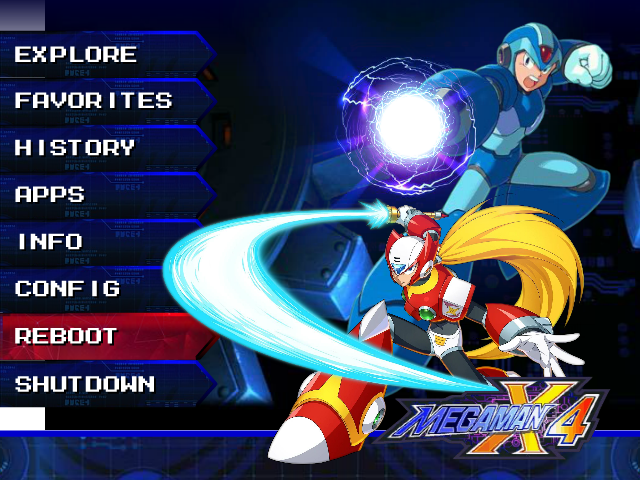 EXPLORE
FAVORITES
HISTORY
APPS
INFO
CONFIG
REBOOT
SHUTDOWN
MEGAMAN X4